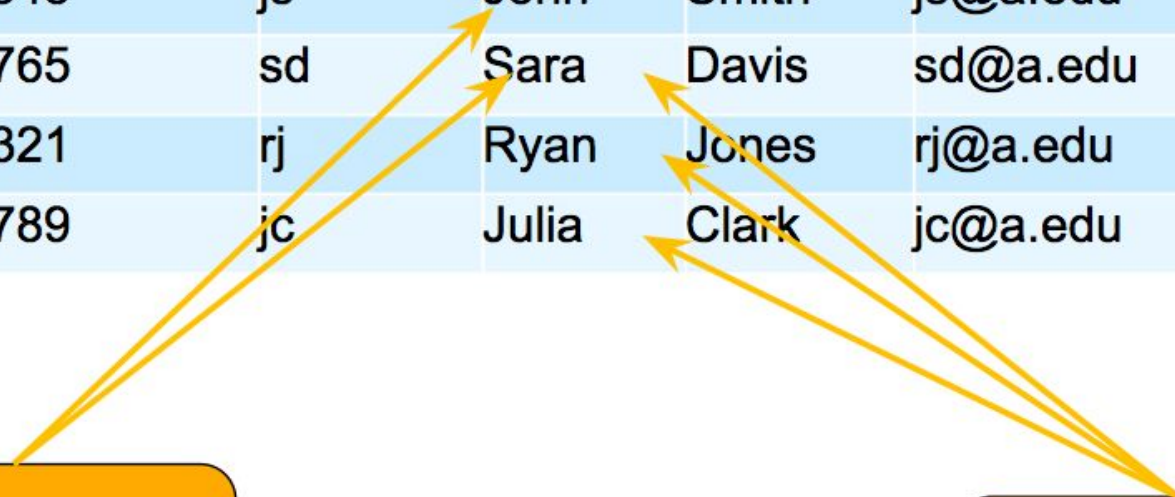 765 sd Sara Davis sd@a.edu
321 rj Ryan Jones rj@a.edu
789 jc Julia Clark jc@a.edu